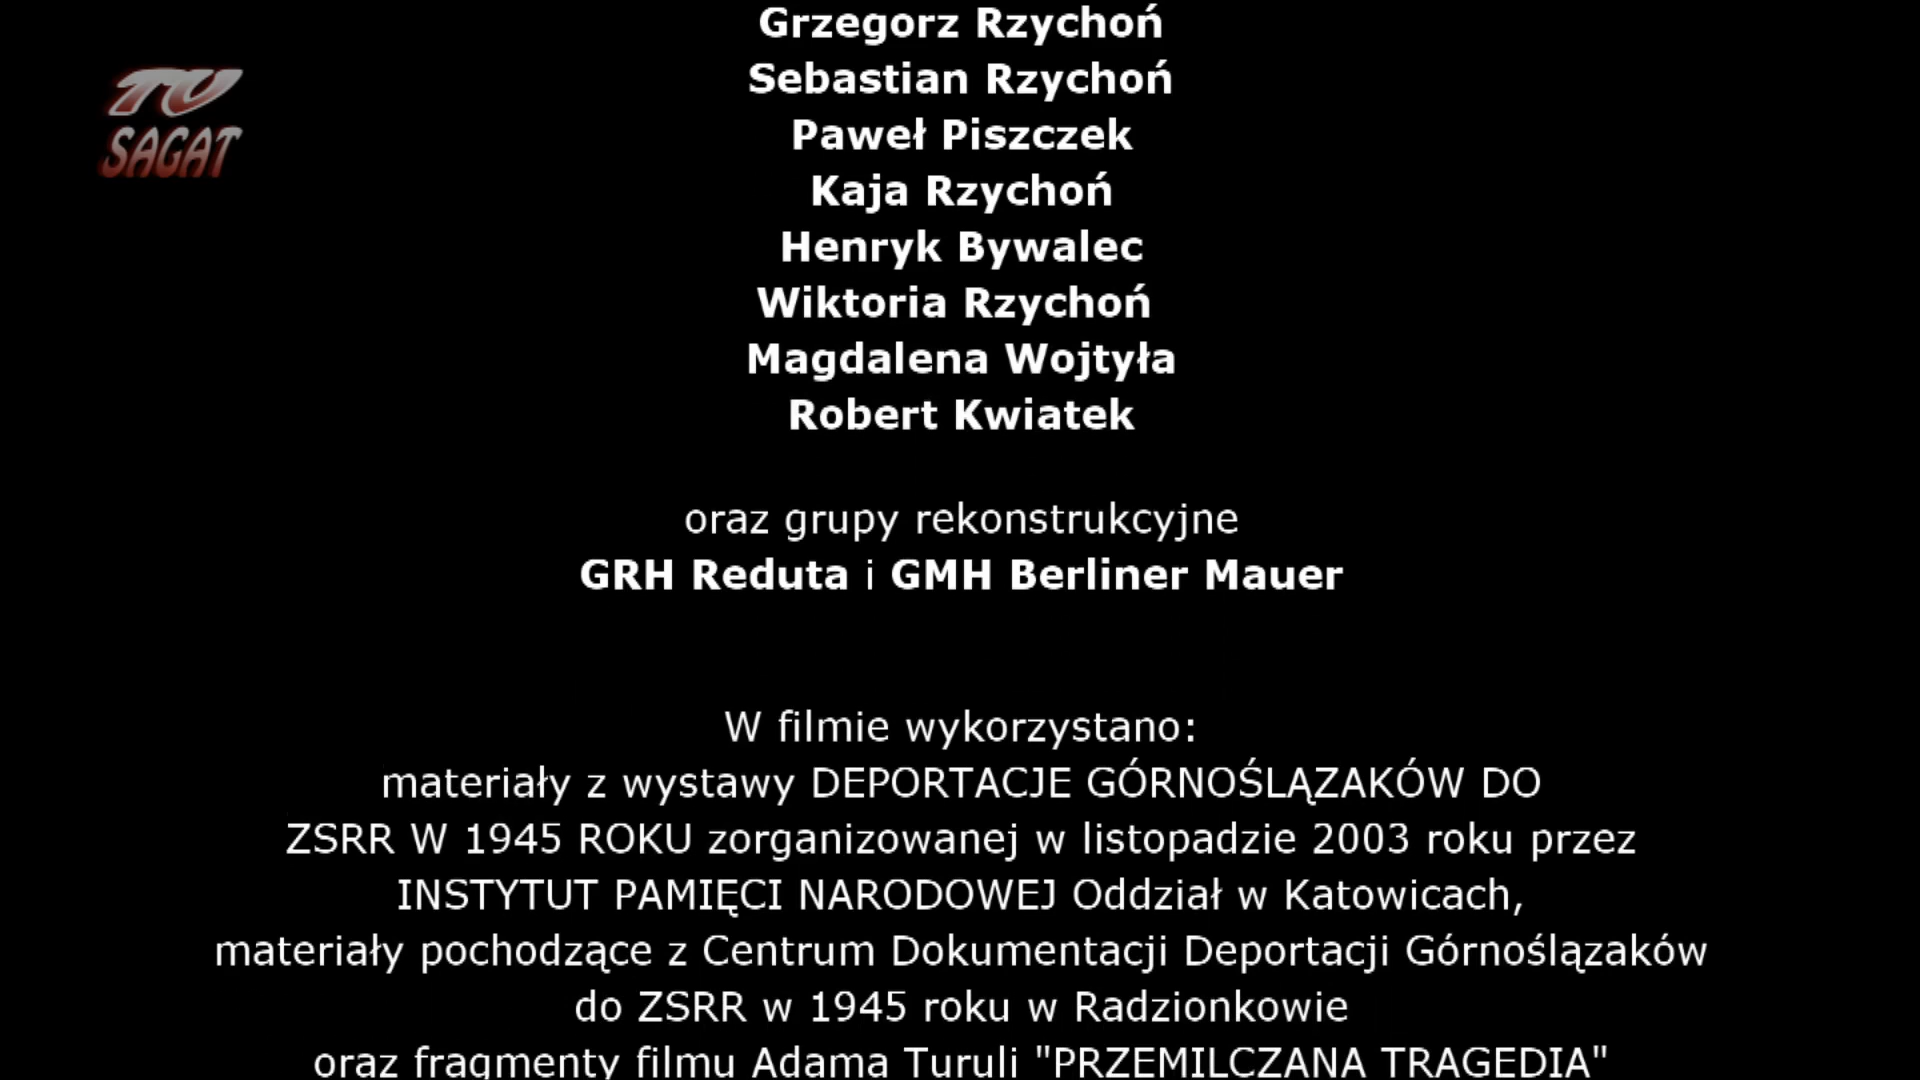 Grzegorz Rzychoń
TV
SAGAT
Sebastian Rzychoń
Paweł Piszczek
Kaja Rzychoń
Henryk Bywalec
Wiktoria Rzychoń
Magdalena Wojtyła
Robert Kwiatek
oraz grupy rekonstrukcyjne
GRH Reduta i GMH Berliner Mauer
W filmie wykorzystano:
materiały z wystawy DEPORTACJE GÓRNOŚLĄZAKÓW DO
ZSRR W 1945 ROKU zorganizowanej w listopadzie 2003 roku przez
INSTYTUT PAMIĘCI NARODOWEJ Oddział w Katowicach,
materiały pochodzące z Centrum Dokumentacji Deportacji Górnoślązaków
do ZSRR w 1945 roku w Radzionkowie
oraz fragmenty filmu Adama Turuli "PRZEMILCZANA TRAGEDIA"